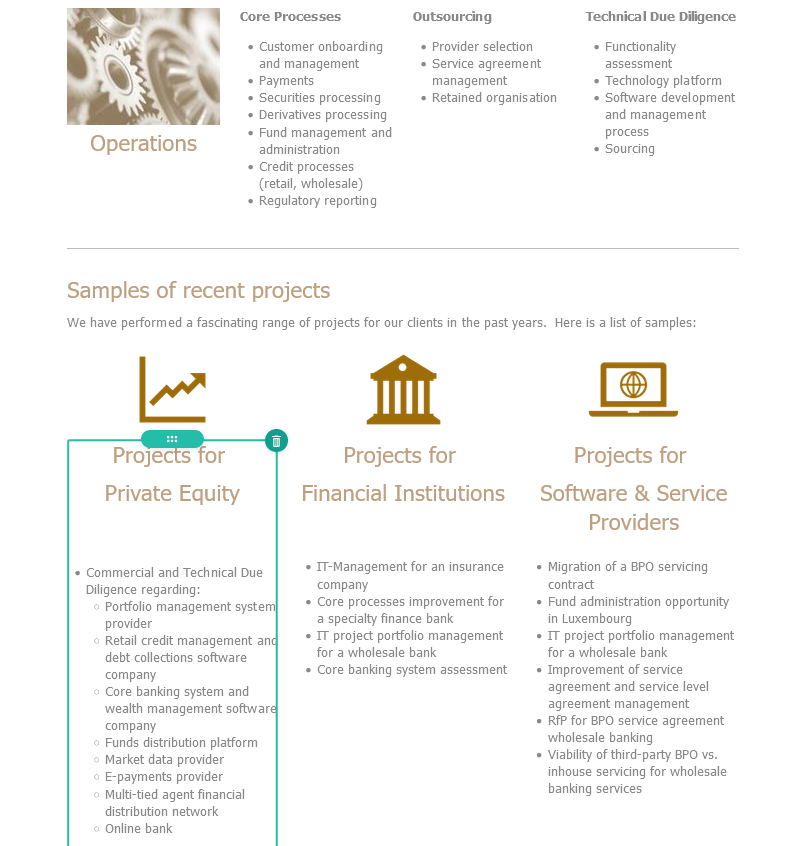 Operations
Core Processes
Customer onboarding
and management
Payments
Securities processing
Derivatives processing
Fund management and
administration
Credit processes
(retail, wholesale)
Regulatory reporting
Outsourcing
Provider selection
Service agreement
management
Retained organisation
Technical Due Diligence
Functionality
assessment
Technology platform
Software development
and management
process
Sourcing
Samples of recent projects
We have performed a fascinating range of projects for our clients in the past years.  Here is a list of samples:
Projects for
Private Equity
Commercial and Technical Due
Diligence regarding:
Portfolio management system
provider
Retail credit management and
debt collections software
company
Core banking system and
wealth management software
company
Funds distribution platform
Market data provider
E-payments provider
Multi-tied agent financial
distribution network
Online bank
Projects for
Financial Institutions
IT-Management for an insurance
company
Core processes improvement for
a specialty finance bank
IT project portfolio management
for a wholesale bank
Core banking system assessment
Projects for
Software & Service
Providers
Migration of a BPO servicing
contract
Fund administration opportunity
in Luxembourg
IT project portfolio management
for a wholesale bank
Improvement of service
agreement and service level
agreement management
RfP for BPO service agreement
wholesale banking
Viability of third-party BPO vs.
inhouse servicing for wholesale
banking services